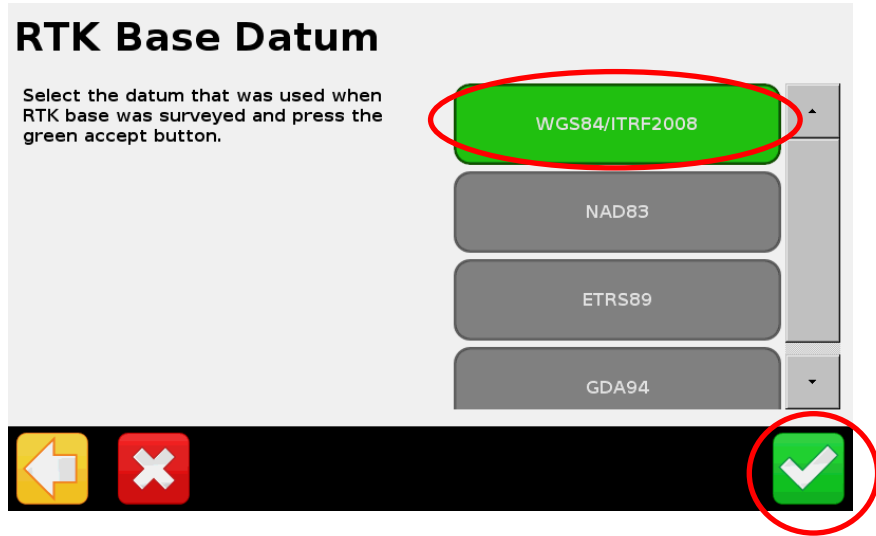 RTK Base Datum
Select the datum that was used when
RTK base was surveyed and press the
green accept button.
WGS84/ITRF2008
NAD83
ETRS89
GDA94